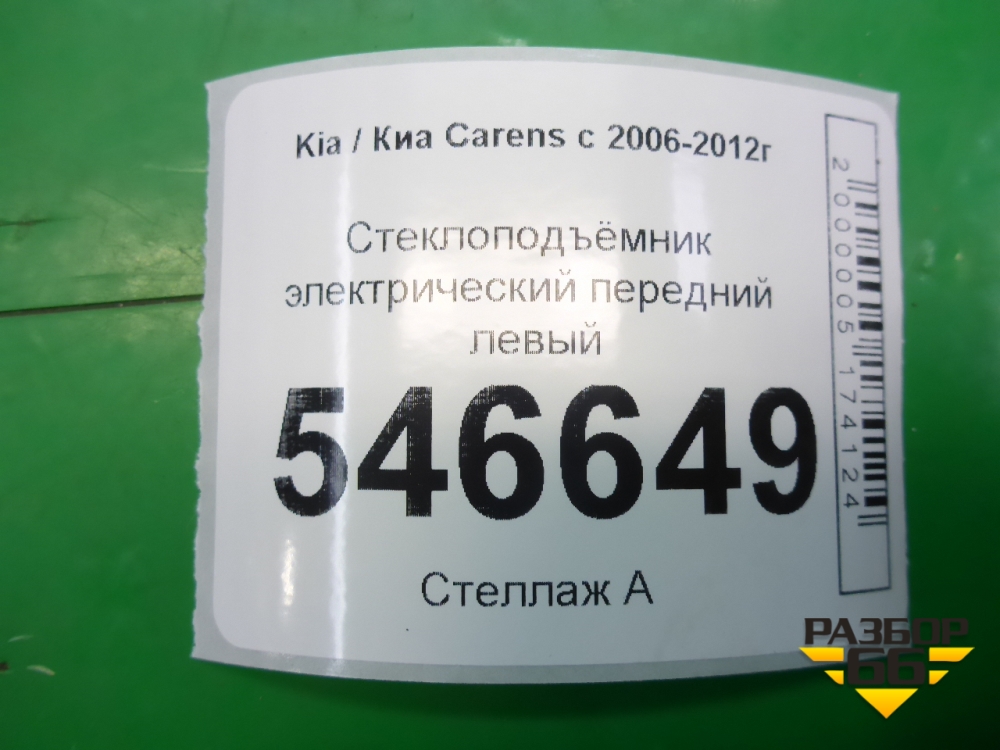 Kia / Киа Carens с 2006-2012г
Стеклоподъёмник
электрический передний
левый
546649
Стеллаж А
2000005174124
РАЗБОР
66